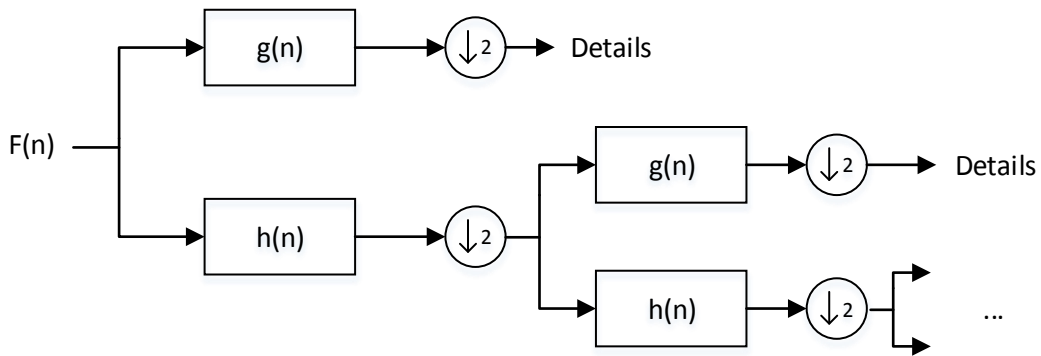 g(n)
↓2
Details
F(n)
g(n)
↓2
Details
h(n)
↓2
h(n)
↓2
...